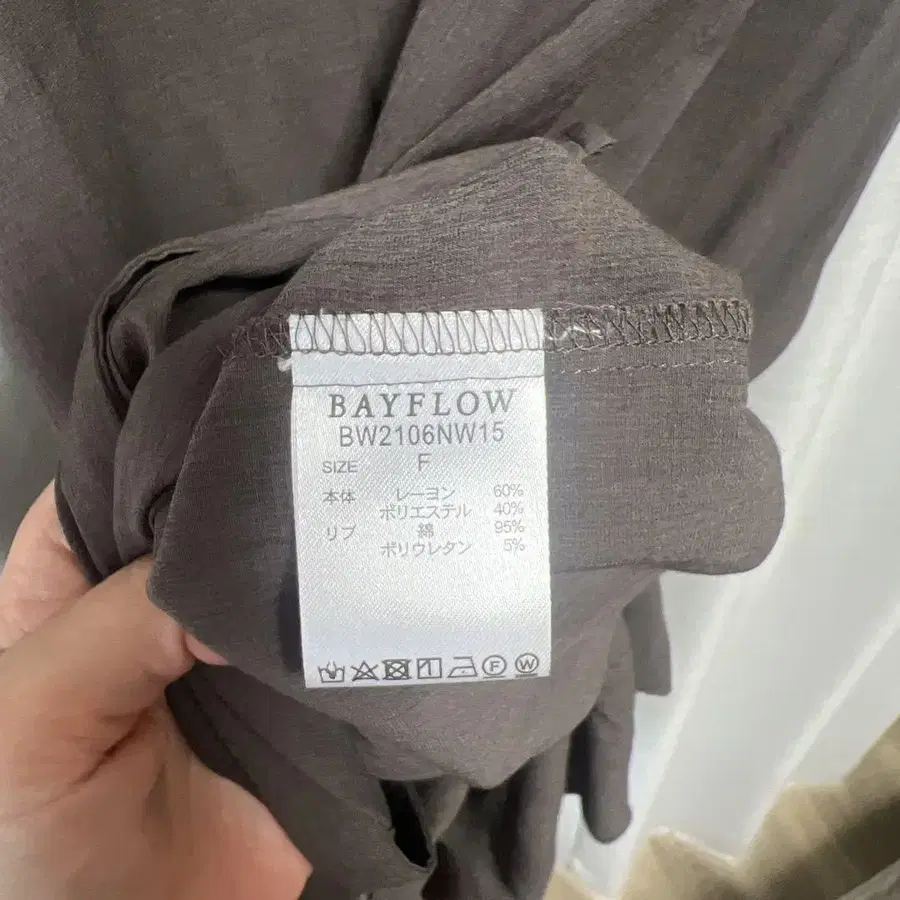 BAYFLOW
BW2106NW15
SIZE F
本体 レーヨン 60%
ポリエステル 40%
リブ 綿 95%
ポリウレタン 5%
F W